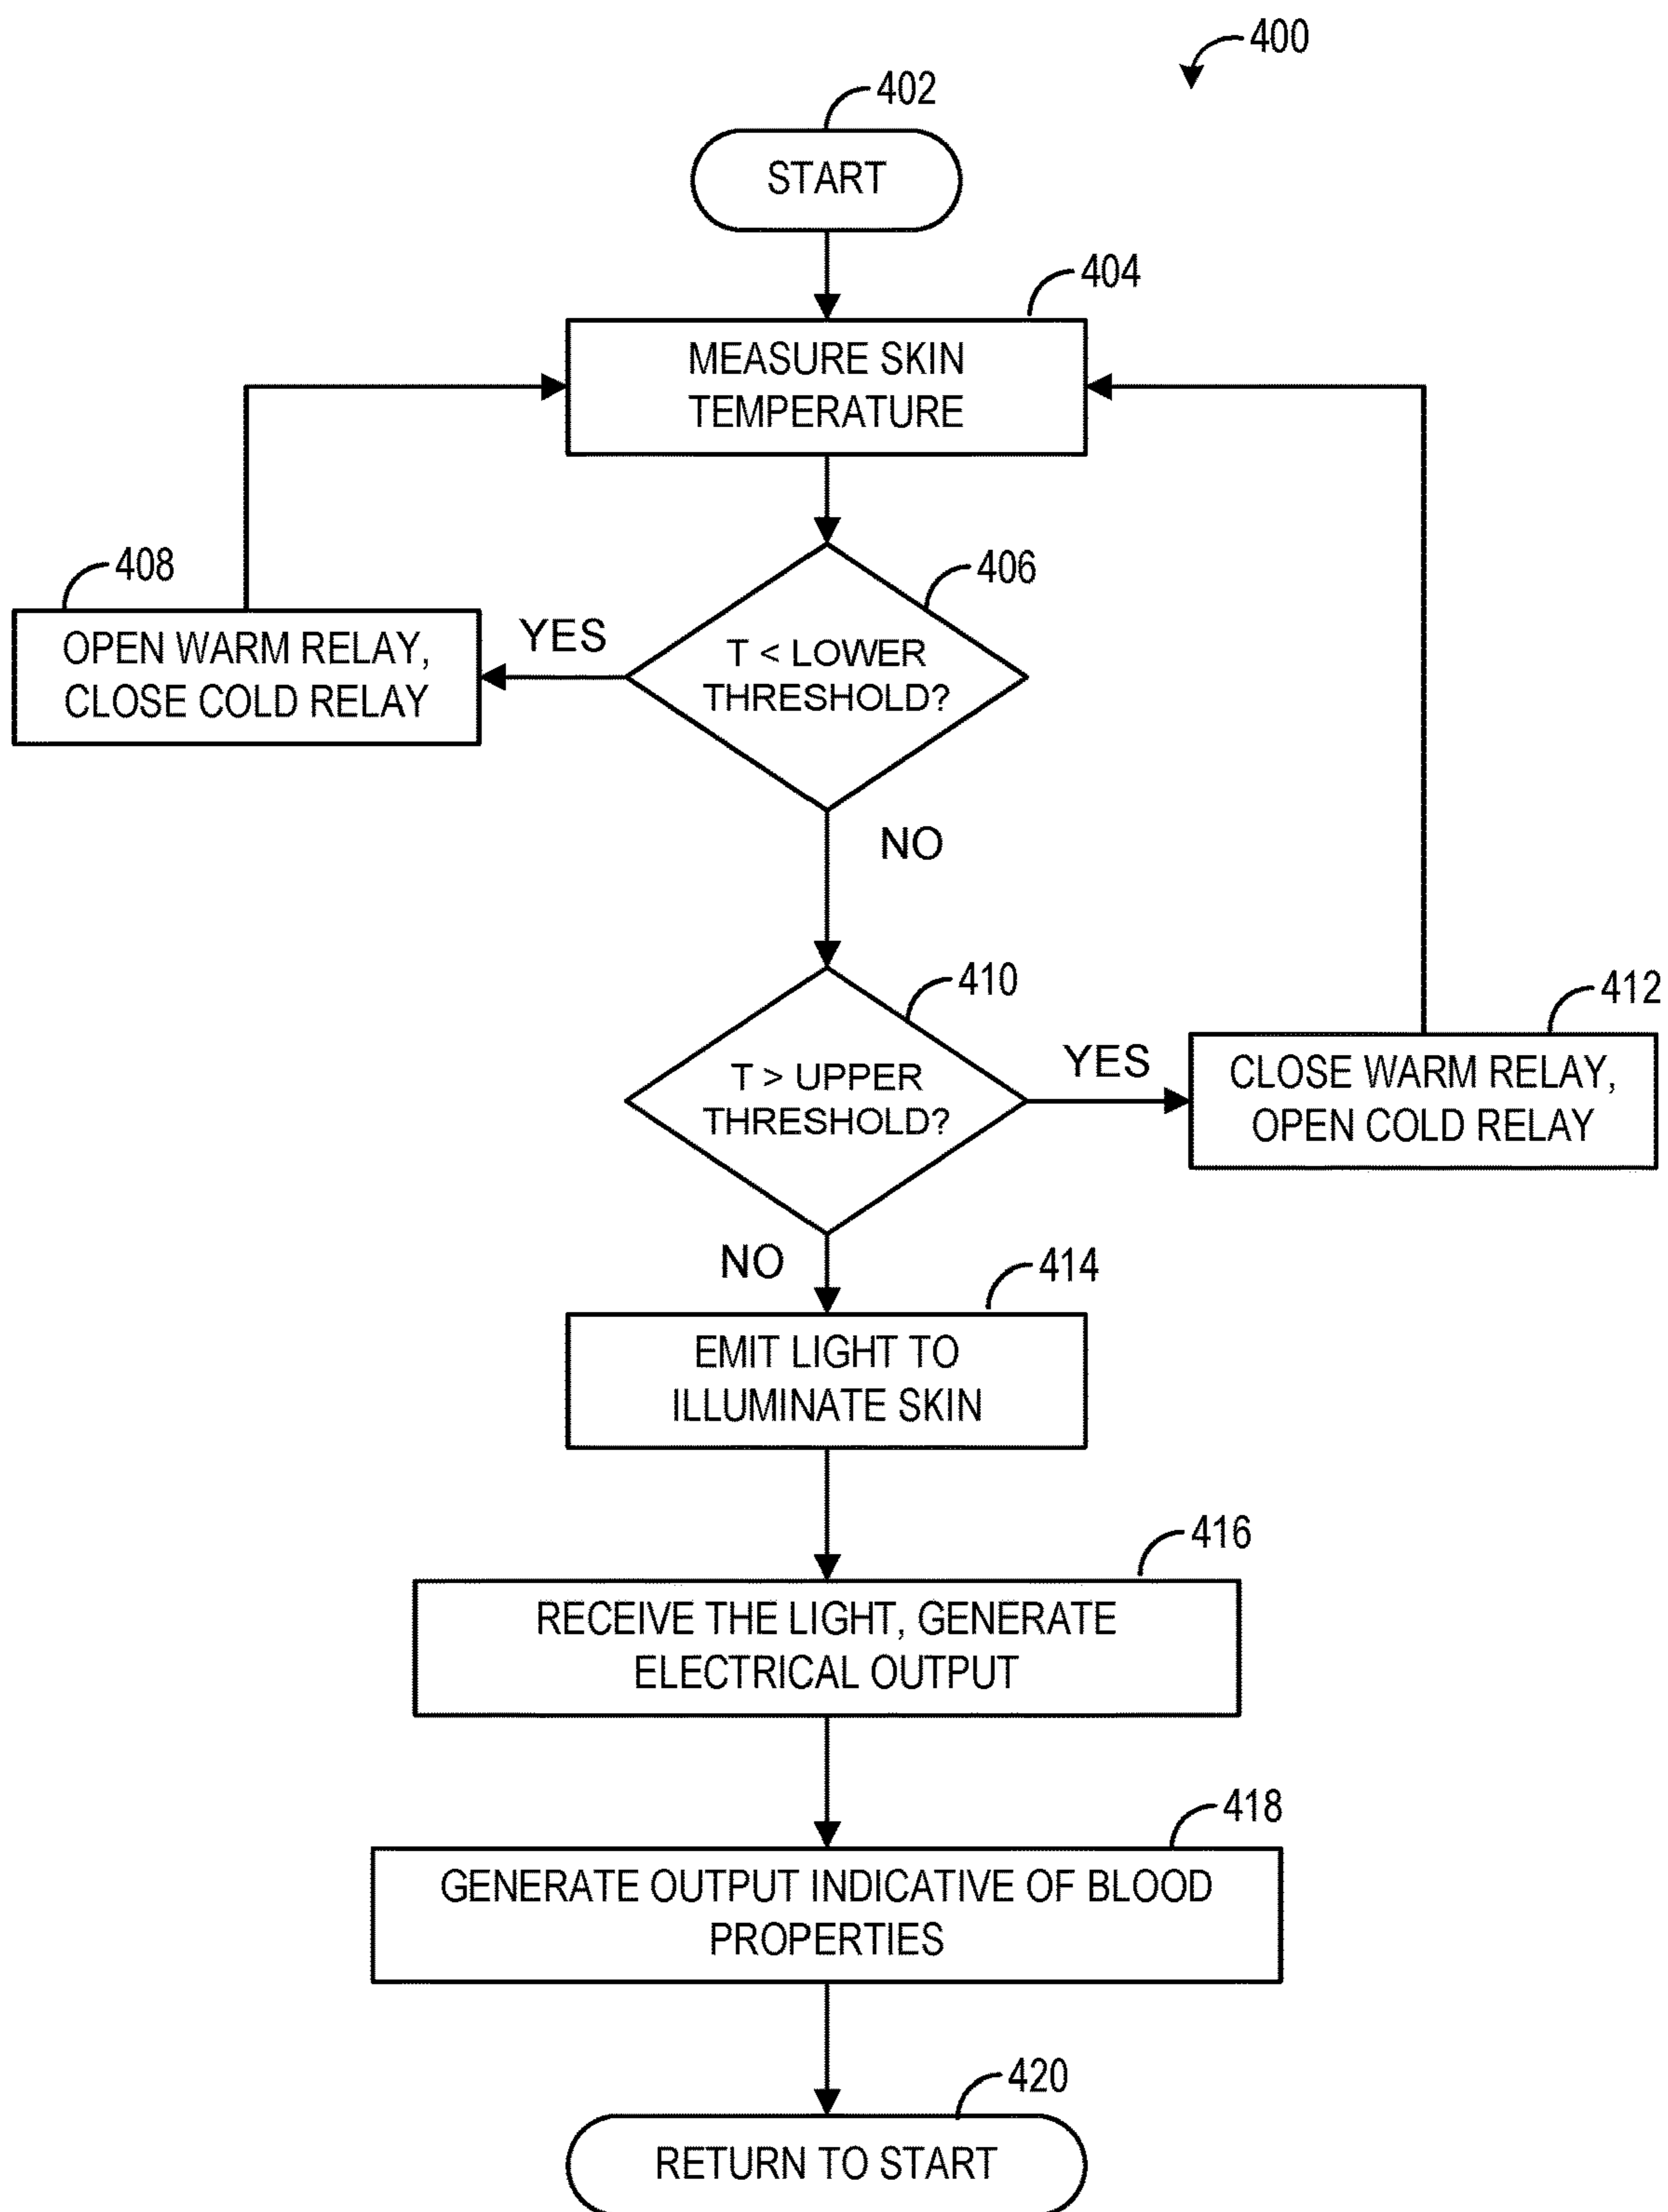 400
402
START
404
MEASURE SKIN
TEMPERATURE
408
OPEN WARM RELAY,
CLOSE COLD RELAY
YES
406
T < LOWER
THRESHOLD?
NO
410
T > UPPER
THRESHOLD?
YES
412
CLOSE WARM RELAY,
OPEN COLD RELAY
NO
414
EMIT LIGHT TO
ILLUMINATE SKIN
416
RECEIVE THE LIGHT, GENERATE
ELECTRICAL OUTPUT
418
GENERATE OUTPUT INDICATIVE OF BLOOD
PROPERTIES
420
RETURN TO START